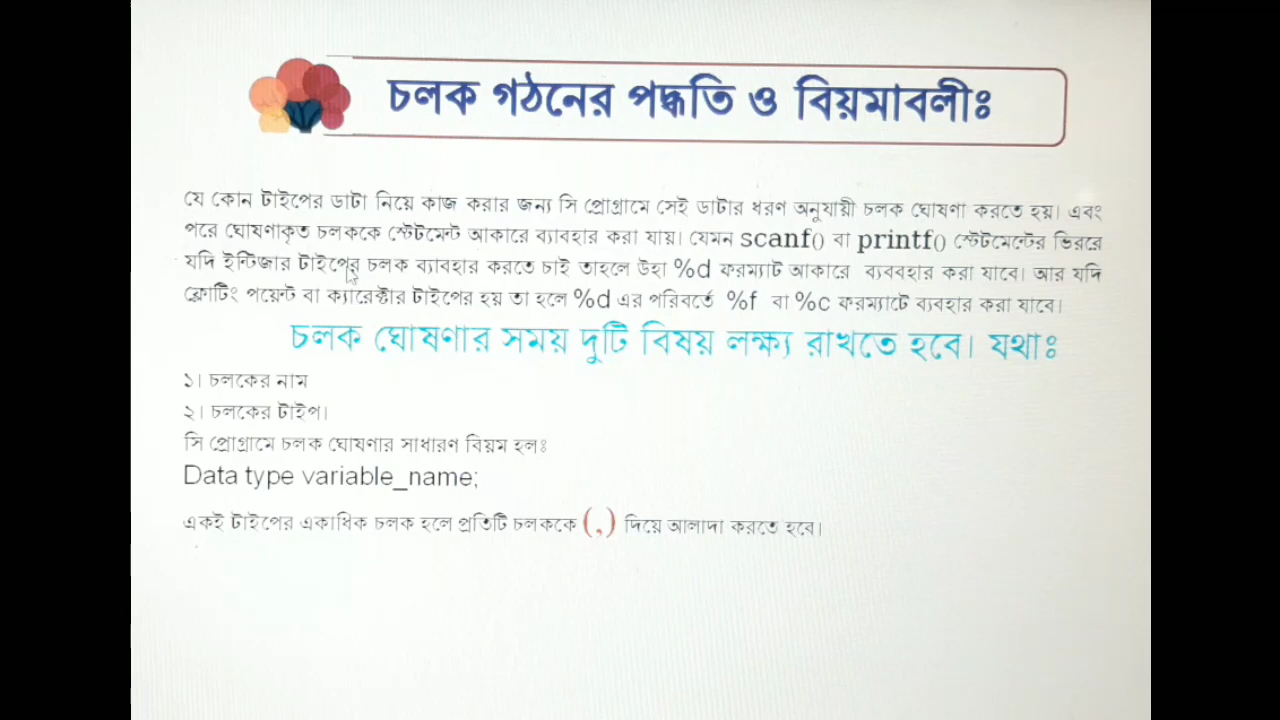 চলক গঠনের পদ্ধতি ও বিয়মাবলীঃ
যে কোন টাইপের ডাটা নিয়ে কাজ করার জন্য সি প্রোগ্রামে সেই ডাটার ধরণ অনুযায়ী চলক ঘোষণা করতে হয়। এবং
পরে ঘোষণাকৃত চলককে স্টেটমেন্ট আকারে ব্যাবহার করা যায়। যেমন scanf() বা printf() স্টেটমেন্টের ভিররে
যদি ইন্টিজার টাইপের চলক ব্যাবহার করতে চাই তাহলে উহা %d ফরম্যাট আকারে ব্যববহার করা যাবে। আর যদি
ফ্লোটিং পয়েন্ট বা ক্যারেক্টার টাইপের হয় তা হলে %d এর পরিবর্তে %f বা %c ফরম্যাটে ব্যবহার করা যাবে।
চলক ঘোষণার সময় দুটি বিষয় লক্ষ্য রাখতে হবে। যথাঃ
১। চলকের নাম
২। চলকের টাইপ।
সি প্রোগ্রামে চলক ঘোষণার সাধারণ বিয়ম হলঃ
Data type variable_name;
একই টাইপের একাধিক চলক হলে প্রতিটি চলককে (,) দিয়ে আলাদা করতে হবে।